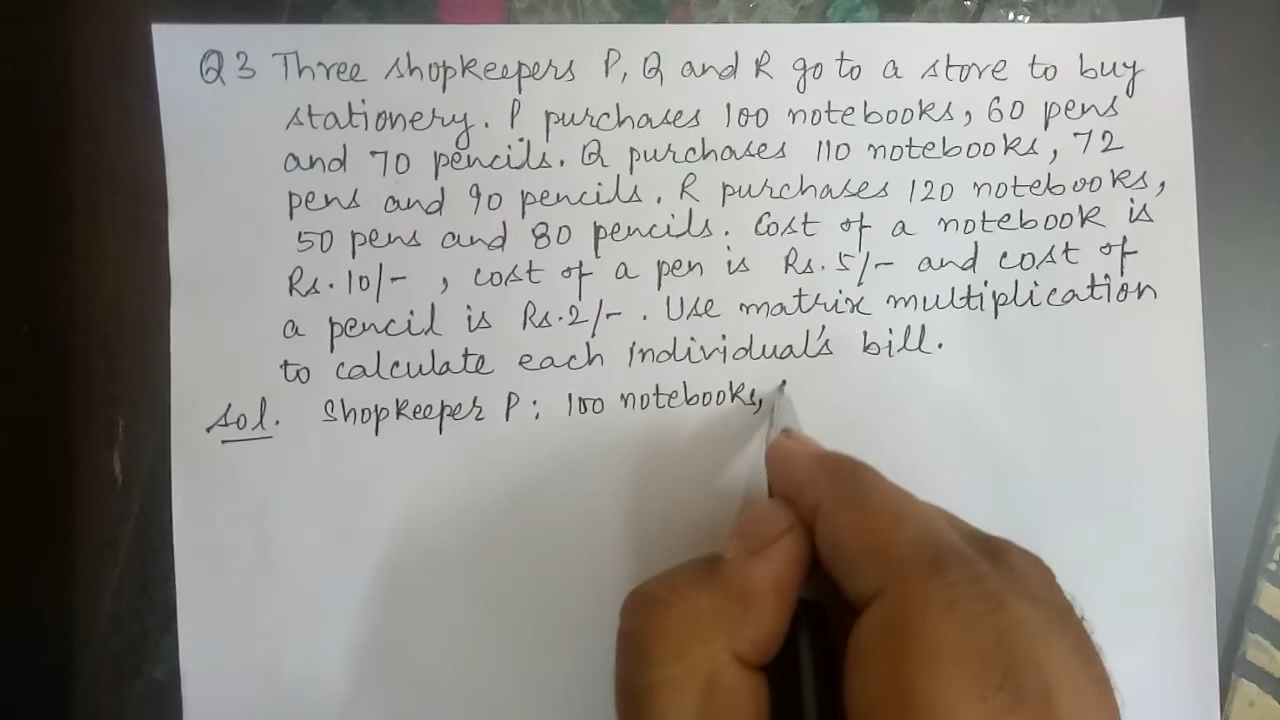 Q3 Three shopkeepers P, Q and R go to a store to buy
stationery. P purchases 100 notebooks, 60 pens
and 70 pencils. Q purchases 110 notebooks, 72
pens and 90 pencils. R purchases 120 notebooks,
50 pens and 80 pencils. Cost of a notebook is
Rs. 10/- , cost of a pen is Rs. 5/- and cost of
a pencil is Rs. 2/- . Use matrix multiplication
to calculate each individual's bill.
Sol. Shopkeeper P: 100 notebooks,